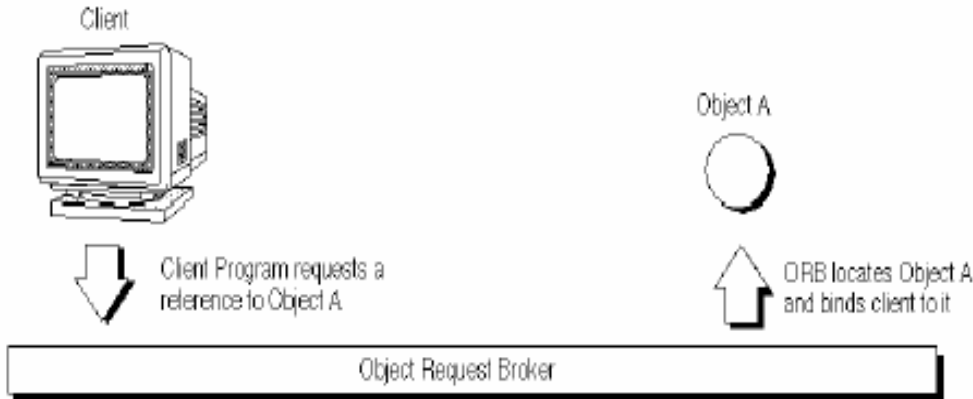 Client
Object A
Client Program requests a
reference to Object A
ORB locates Object A
and binds client to it
Object Request Broker